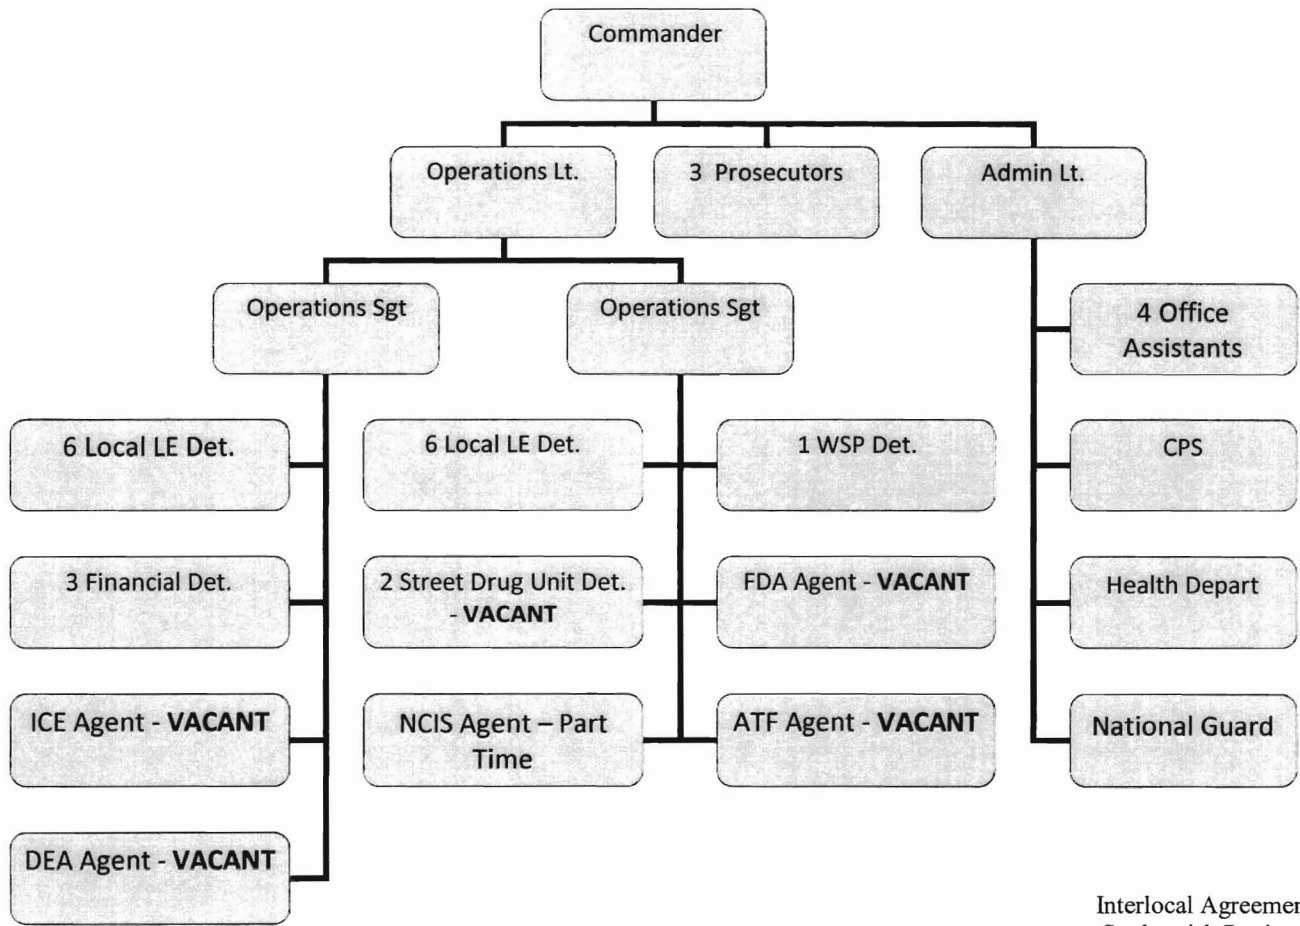 Commander
Operations Lt.
3 Prosecutors
Admin Lt.
Operations Sgt
Operations Sgt
4 Office
Assistants
6 Local LE Det.
6 Local LE Det.
1 WSP Det.
CPS
3 Financial Det.
2 Street Drug Unit Det.
- VACANT
FDA Agent - VACANT
Health Depart
ICE Agent - VACANT
NCIS Agent – Part
Time
ATF Agent - VACANT
National Guard
DEA Agent - VACANT
Interlocal